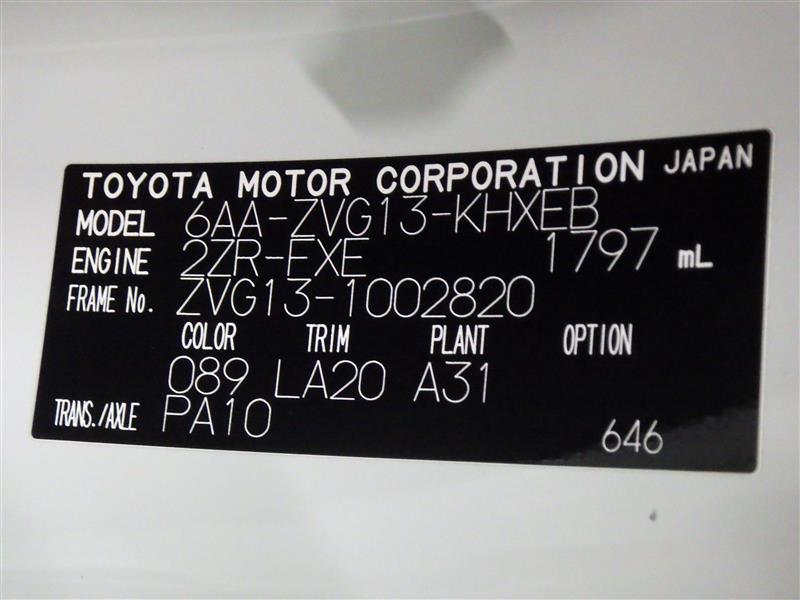 TOYOTA MOTOR CORPORATION JAPAN
MODEL 6AA-ZVG13-KHXEB
ENGINE 2ZR-FXE 1797 mL
FRAME No. ZVG13-1002820
COLOR TRIM PLANT OPTION
089 LA20 A31
TRANS./AXLE PA10 646